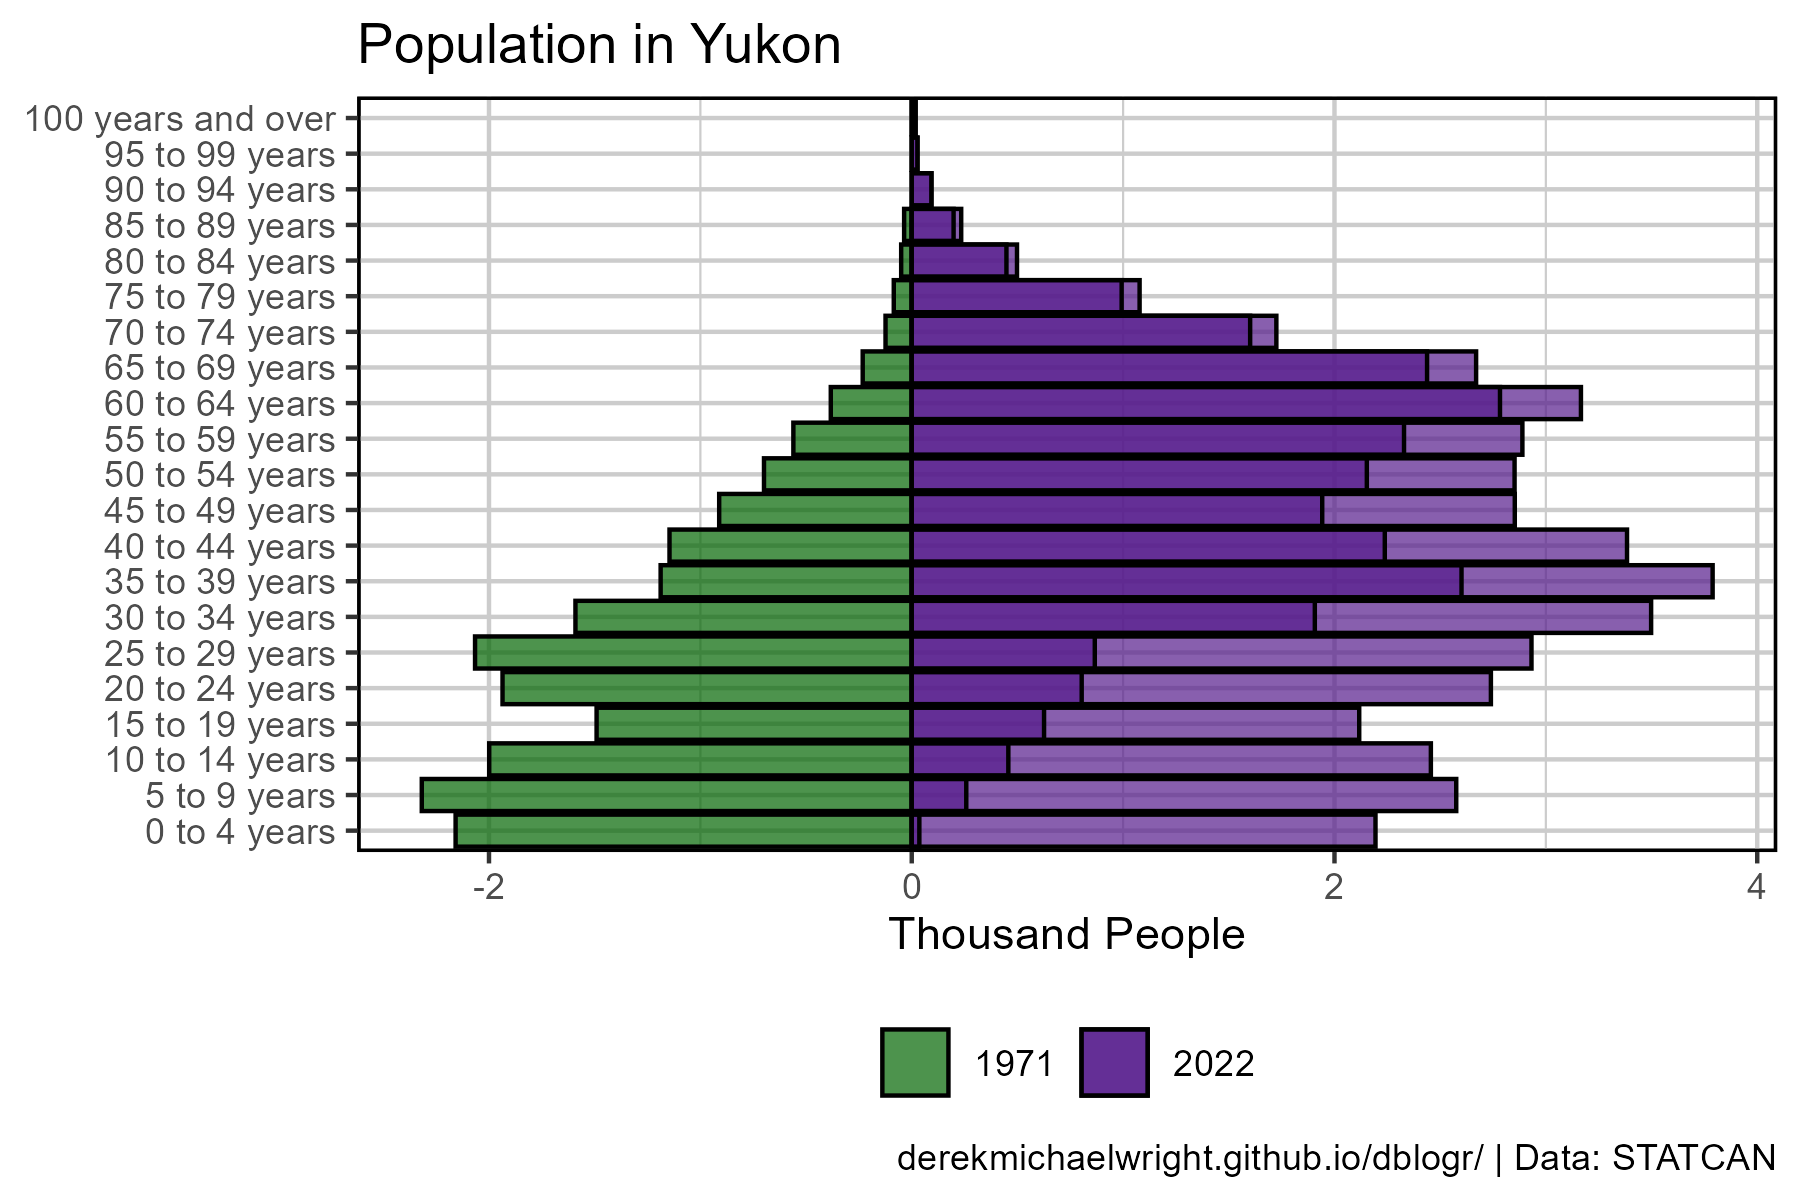 Population in Yukon
100 years and over
95 to 99 years
90 to 94 years
85 to 89 years
80 to 84 years
75 to 79 years
70 to 74 years
65 to 69 years
60 to 64 years
55 to 59 years
50 to 54 years
45 to 49 years
40 to 44 years
35 to 39 years
30 to 34 years
25 to 29 years
20 to 24 years
15 to 19 years
10 to 14 years
5 to 9 years
0 to 4 years
-2 0 2 4
Thousand People
1971 2022
derekmichaelwright.github.io/dblogr/ | Data: STATCAN